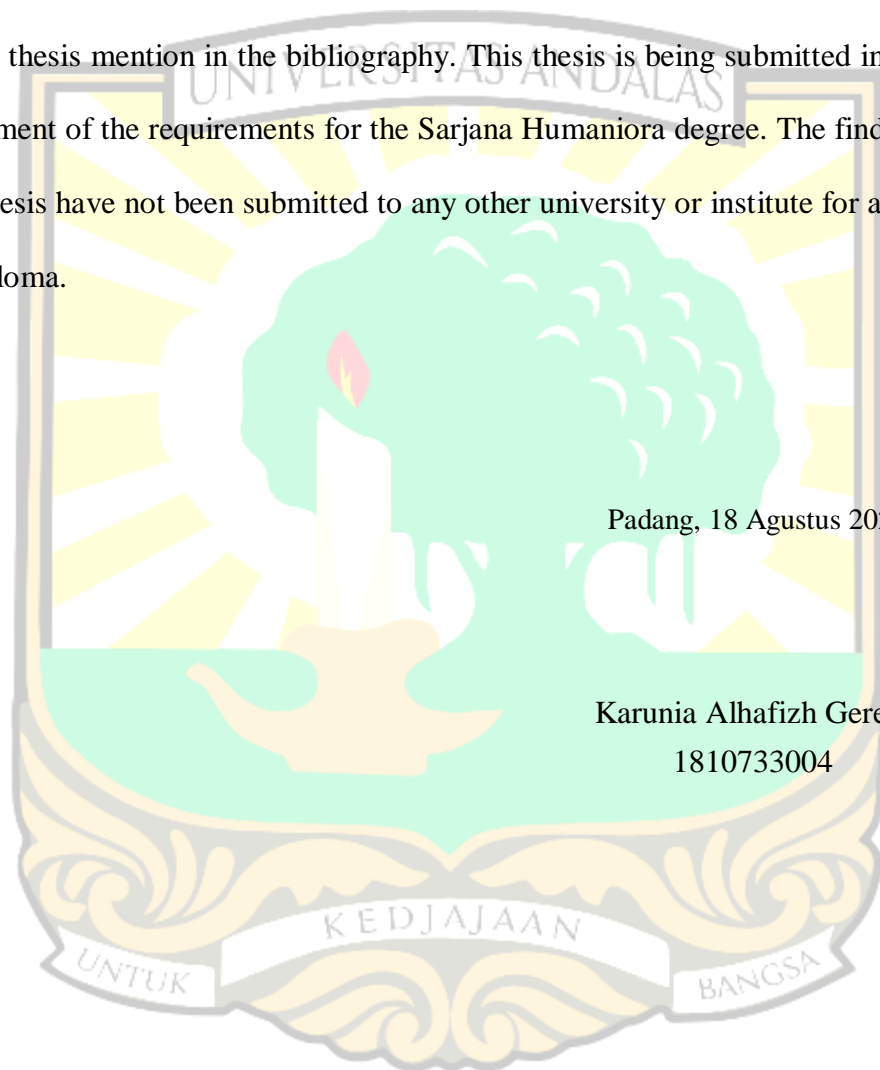 thesis mention in the bibliography. This thesis is being submitted in
UNIVERSITAS ANDALAS
ment of the requirements for the Sarjana Humaniora degree. The find
esis have not been submitted to any other university or institute for a
loma.
Padang, 18 Agustus 202
Karunia Alhafizh Gere
1810733004
KEDJAJAAN
UNTUK
BANGSA